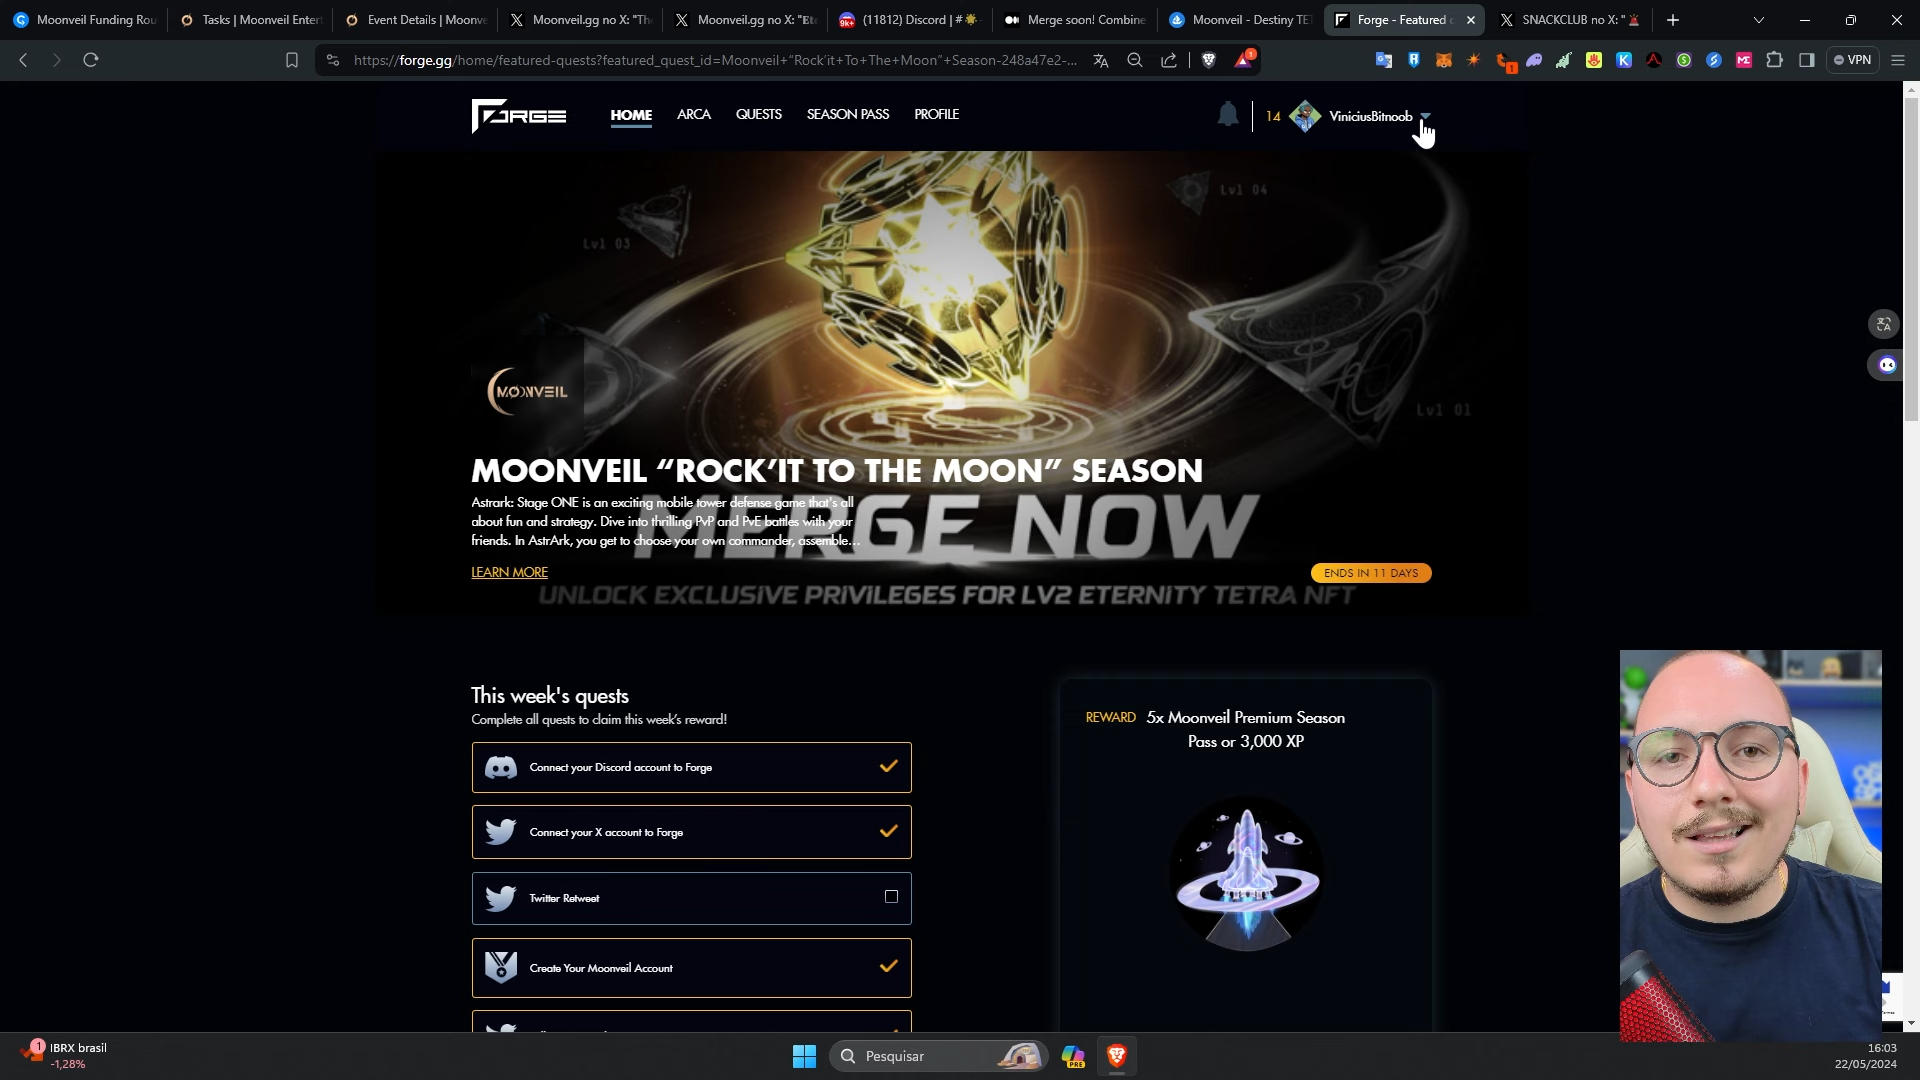 Moonveil Funding Rou
Tasks | Moonveil Entert
Event Details | Moonve
Moonveil.gg no X: "The
Moonveil.gg no X: "Ete
(11812) Discord | #
Merge soon! Combine
Moonveil - Destiny TET
Forge - Featured
SNACKCLUB no X: "
https://forge.gg/home/featured-quests?featured_quest_id=Moonveil+“Rock’it+To+The+Moon”+Season-248a47e2-...
VPN
FORGE
HOME
ARCA
QUESTS
SEASON PASS
PROFILE
14
ViniciusBitnoob
Lvl 04
Lvl 03
Lvl 01
MOONVEIL
MOONVEIL “ROCK’IT TO THE MOON” SEASON
Astrark: Stage ONE is an exciting mobile tower defense game that's all
about fun and strategy. Dive into thrilling PvP and PvE battles with your
friends. In AstrArk, you get to choose your own commander, assemble...
MERGE NOW
LEARN MORE
ENDS IN 11 DAYS
UNLOCK EXCLUSIVE PRIVILEGES FOR LV2 ETERNITY TETRA NFT
This week's quests
Complete all quests to claim this week’s reward!
Connect your Discord account to Forge
Connect your X account to Forge
Twitter Retweet
Create Your Moonveil Account
REWARD 5x Moonveil Premium Season
Pass or 3,000 XP
1
IBRX brasil
-1,28%
Pesquisar
PRE
16:03
22/05/2024